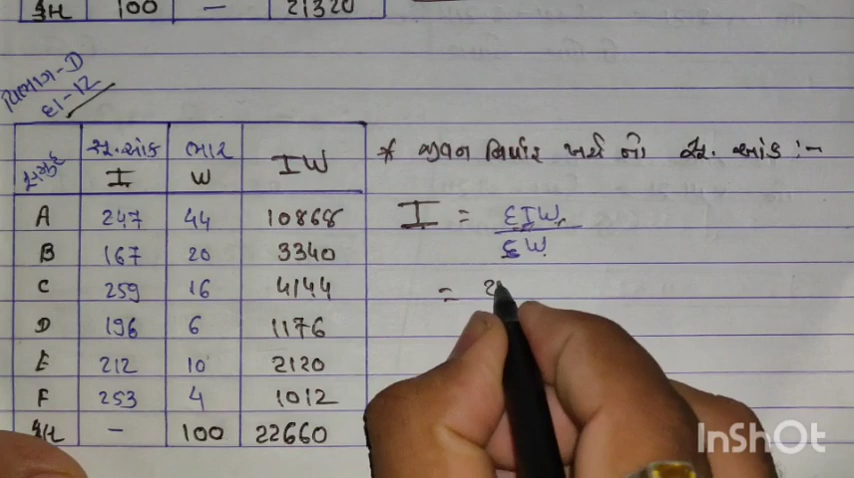 કુલ 100 — 21320
વિભાગ-D
દા-12
સમૂહ સૂ.આંક I ભાર W IW
A 247 44 10868
B 167 20 3340
C 259 16 4144
D 196 6 1176
E 212 10 2120
F 253 4 1012
કુલ — 100 22660
* જીવન નિર્વાહ ખર્ચ નો સૂ. આંક :-
I = ΣIW / ΣW
=
InShOt